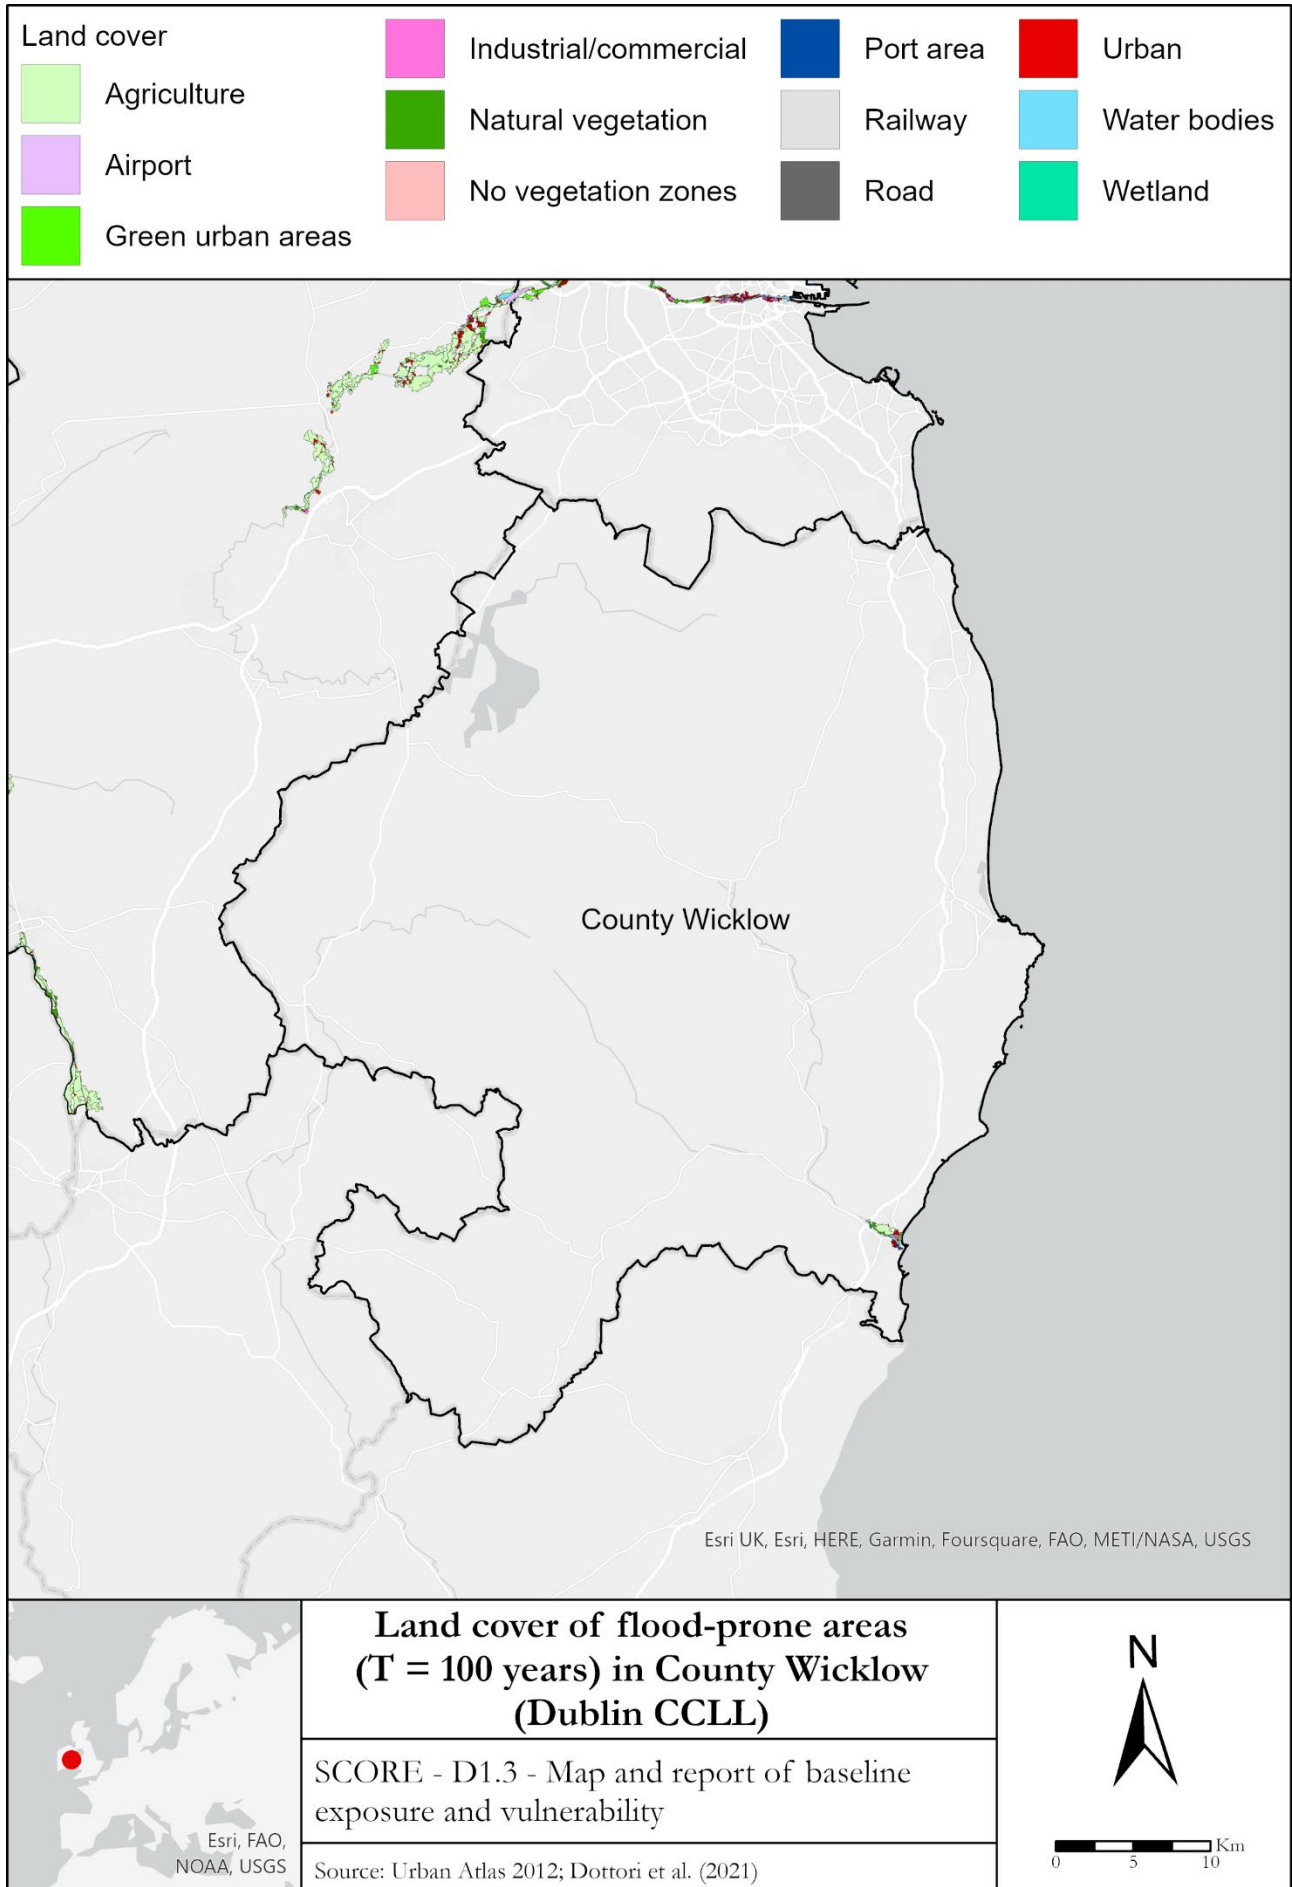 Land cover
Agriculture
Airport
Green urban areas
Industrial/commercial
Natural vegetation
No vegetation zones
Port area
Railway
Road
Urban
Water bodies
Wetland
County Wicklow
Esri UK, Esri, HERE, Garmin, Foursquare, FAO, METI/NASA, USGS
Esri, FAO,
NOAA, USGS
Land cover of flood-prone areas
(T = 100 years) in County Wicklow
(Dublin CCLL)
SCORE - D1.3 - Map and report of baseline
exposure and vulnerability
Source: Urban Atlas 2012; Dottori et al. (2021)
N
Km
0 5 10